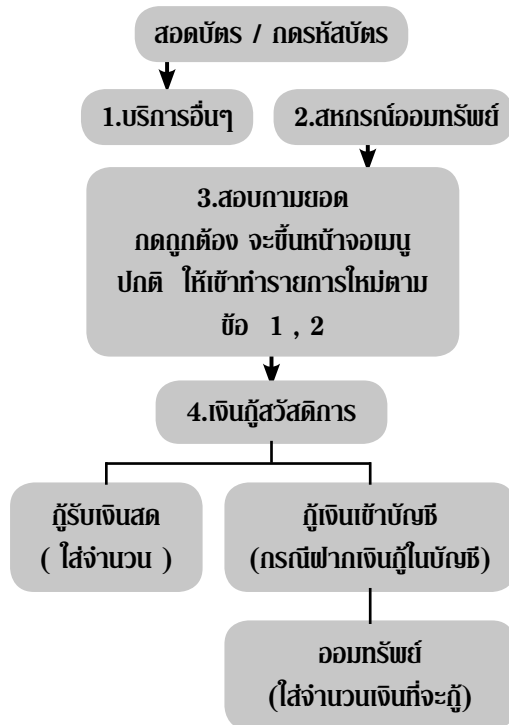 สอดบัตร / กดรหัสบัตร
1.บริการอื่นๆ
2.สหกรณ์ออมทรัพย์
3.สอบถามยอด
กดถูกต้อง จะขึ้นหน้าจอเมนู
ปกติ ให้เข้าทำรายการใหม่ตาม
ข้อ 1 , 2
4.เงินกู้สวัสดิการ
กู้รับเงินสด
( ใส่จำนวน )
กู้เงินเข้าบัญชี
(กรณีฝากเงินกู้ในบัญชี)
ออมทรัพย์
(ใส่จำนวนเงินที่จะกู้)